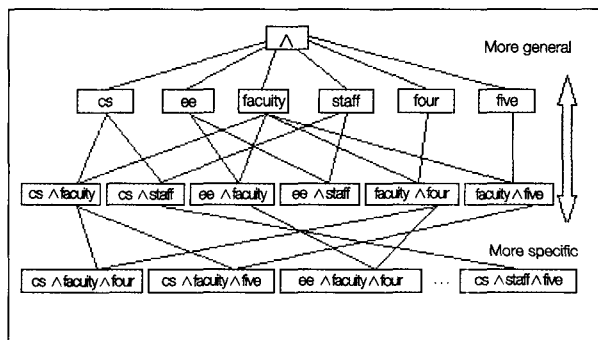 ∧
More general
cs ee facuity staff four five
cs ∧faculty cs ∧staff ee ∧faculty ee ∧staff faculty∧four faculty∧five
More specific
cs ∧faculty∧four cs ∧faculty∧five ee ∧faculty∧four ... cs ∧staff∧five